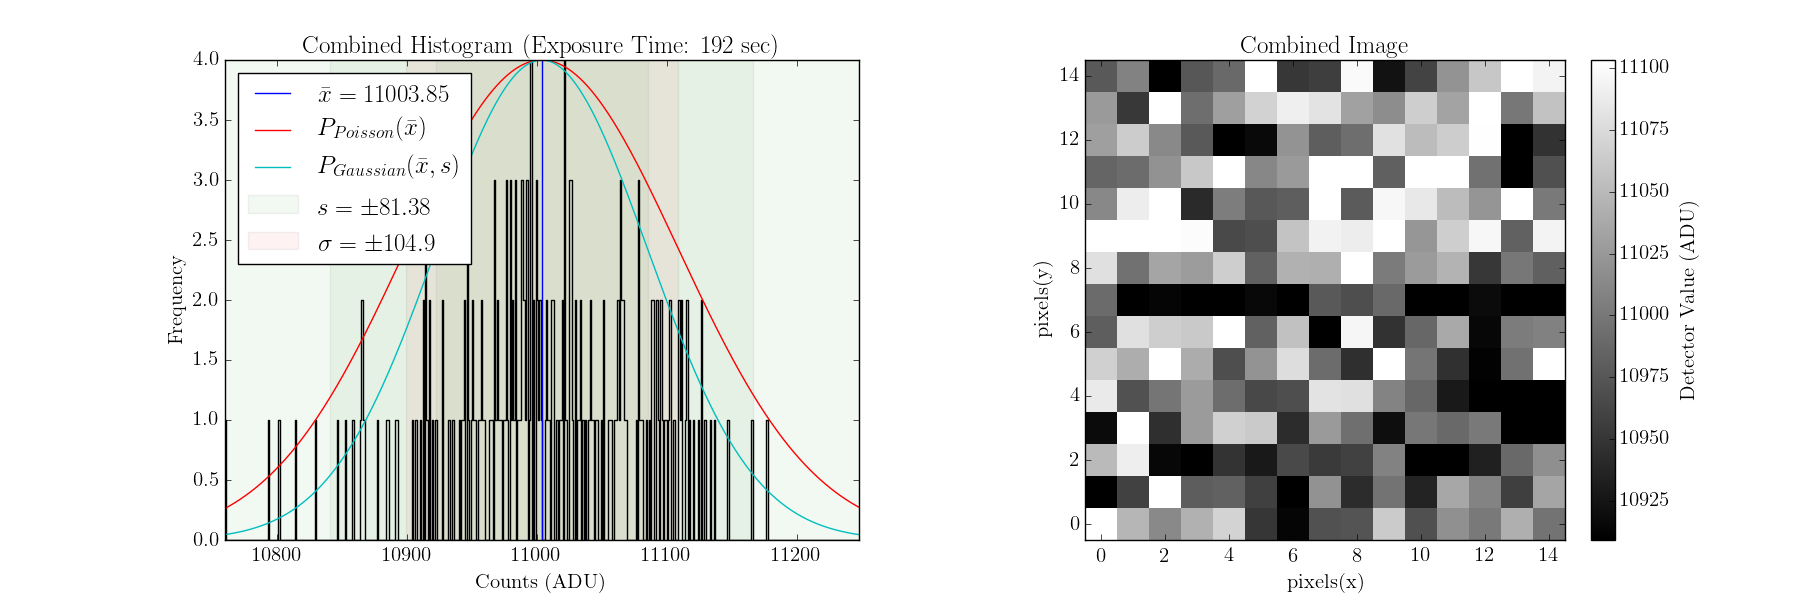 Combined Histogram (Exposure Time: 192 sec)
4.0
3.5
3.0
2.5
2.0
1.5
1.0
0.5
0.0
Frequency
x̄ = 11003.85
P_Poisson(x̄)
P_Gaussian(x̄, s)
s = ±81.38
σ = ±104.9
10800 10900 11000 11100 11200
Counts (ADU)
Combined Image
14
12
10
8
6
4
2
0
pixels(y)
0 2 4 6 8 10 12 14
pixels(x)
11100
11075
11050
11025
11000
10975
10950
10925
Detector Value (ADU)